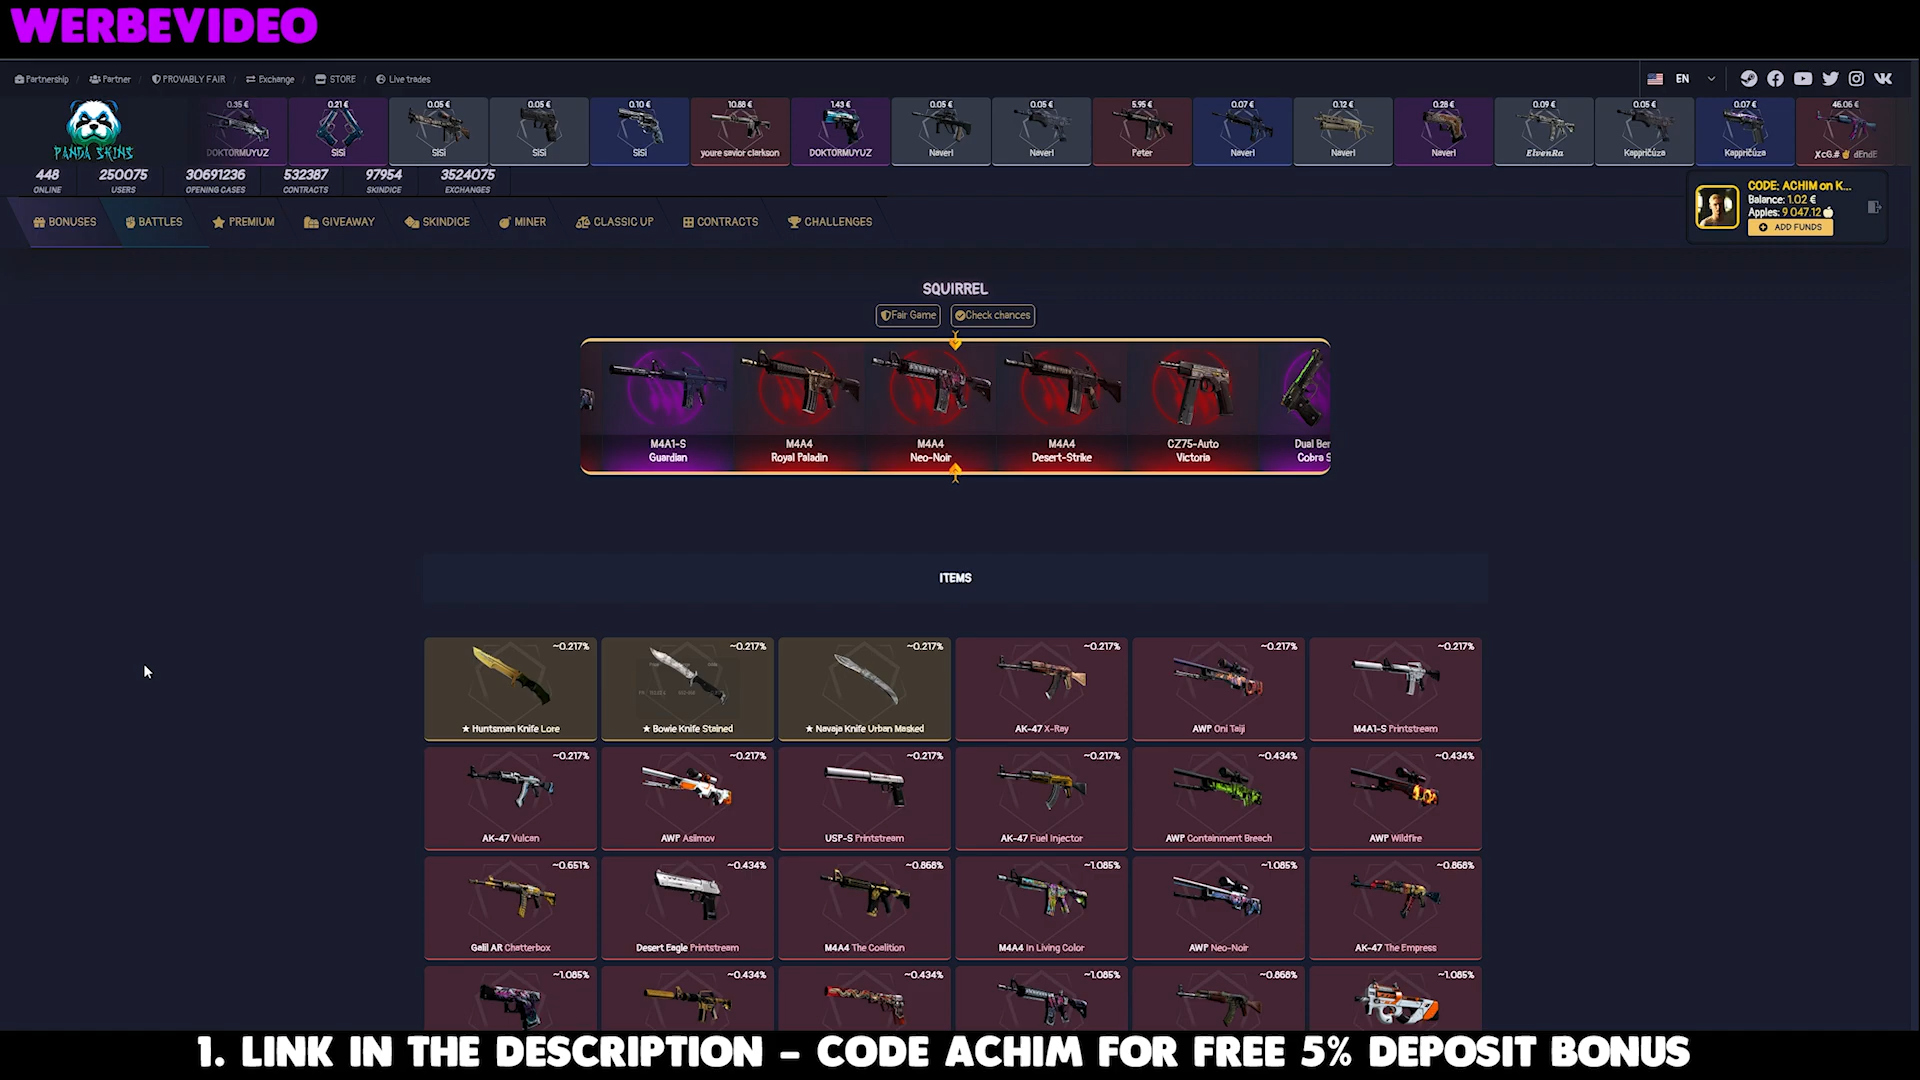 WERBEVIDEO
Partnership / Partner / PROVABLY FAIR / Exchange / STORE / Live trades
EN
PANDA SKINS
0.35 € 0.21 € 0.05 € 0.05 € 0.10 € 10.88 € 1.43 € 0.05 € 0.05 € 5.95 € 0.07 € 0.12 € 0.28 € 0.09 € 0.05 € 0.07 € 46.06 €
DOKTORMUYUZ SiSi SiSi SiSi SiSi youre savior clarkson DOKTORMUYUZ Naveri Naveri Peter Naveri Naveri Naveri ElvenRa Kappričúza Kappričúza
448 250075 30691236 532387 97954 3524075
ONLINE USERS OPENING CASES CONTRACTS SKINDICE EXCHANGES
CODE: ACHIM on K...
Balance: 1.02 €
Apples: 9 047.12
ADD FUNDS
BONUSES BATTLES PREMIUM GIVEAWAY SKINDICE MINER CLASSIC UP CONTRACTS CHALLENGES
SQUIRREL
Fair Game Check chances
M4A1-S M4A4 M4A4 M4A4 CZ75-Auto Dual Ber
Guardian Royal Paladin Neo-Noir Desert-Strike Victoria Cobra S
ITEMS
~0.217% ~0.217% ~0.217% ~0.217% ~0.217% ~0.217%
★ Huntsman Knife Lore ★ Bowie Knife Stained ★ Navaja Knife Urban Masked AK-47 X-Ray AWP Oni Taiji M4A1-S Printstream
~0.217% ~0.217% ~0.217% ~0.217% ~0.434% ~0.434%
AK-47 Vulcan AWP Asiimov USP-S Printstream AK-47 Fuel Injector AWP Containment Breach AWP Wildfire
~0.651% ~0.434% ~0.868% ~1.085% ~1.085% ~0.868%
Galil AR Chatterbox Desert Eagle Printstream M4A4 The Coalition M4A4 In Living Color AWP Neo-Noir AK-47 The Empress
~1.085% ~0.434% ~0.434% ~1.085% ~0.868% ~1.085%
1. LINK IN THE DESCRIPTION – CODE ACHIM FOR FREE 5% DEPOSIT BONUS